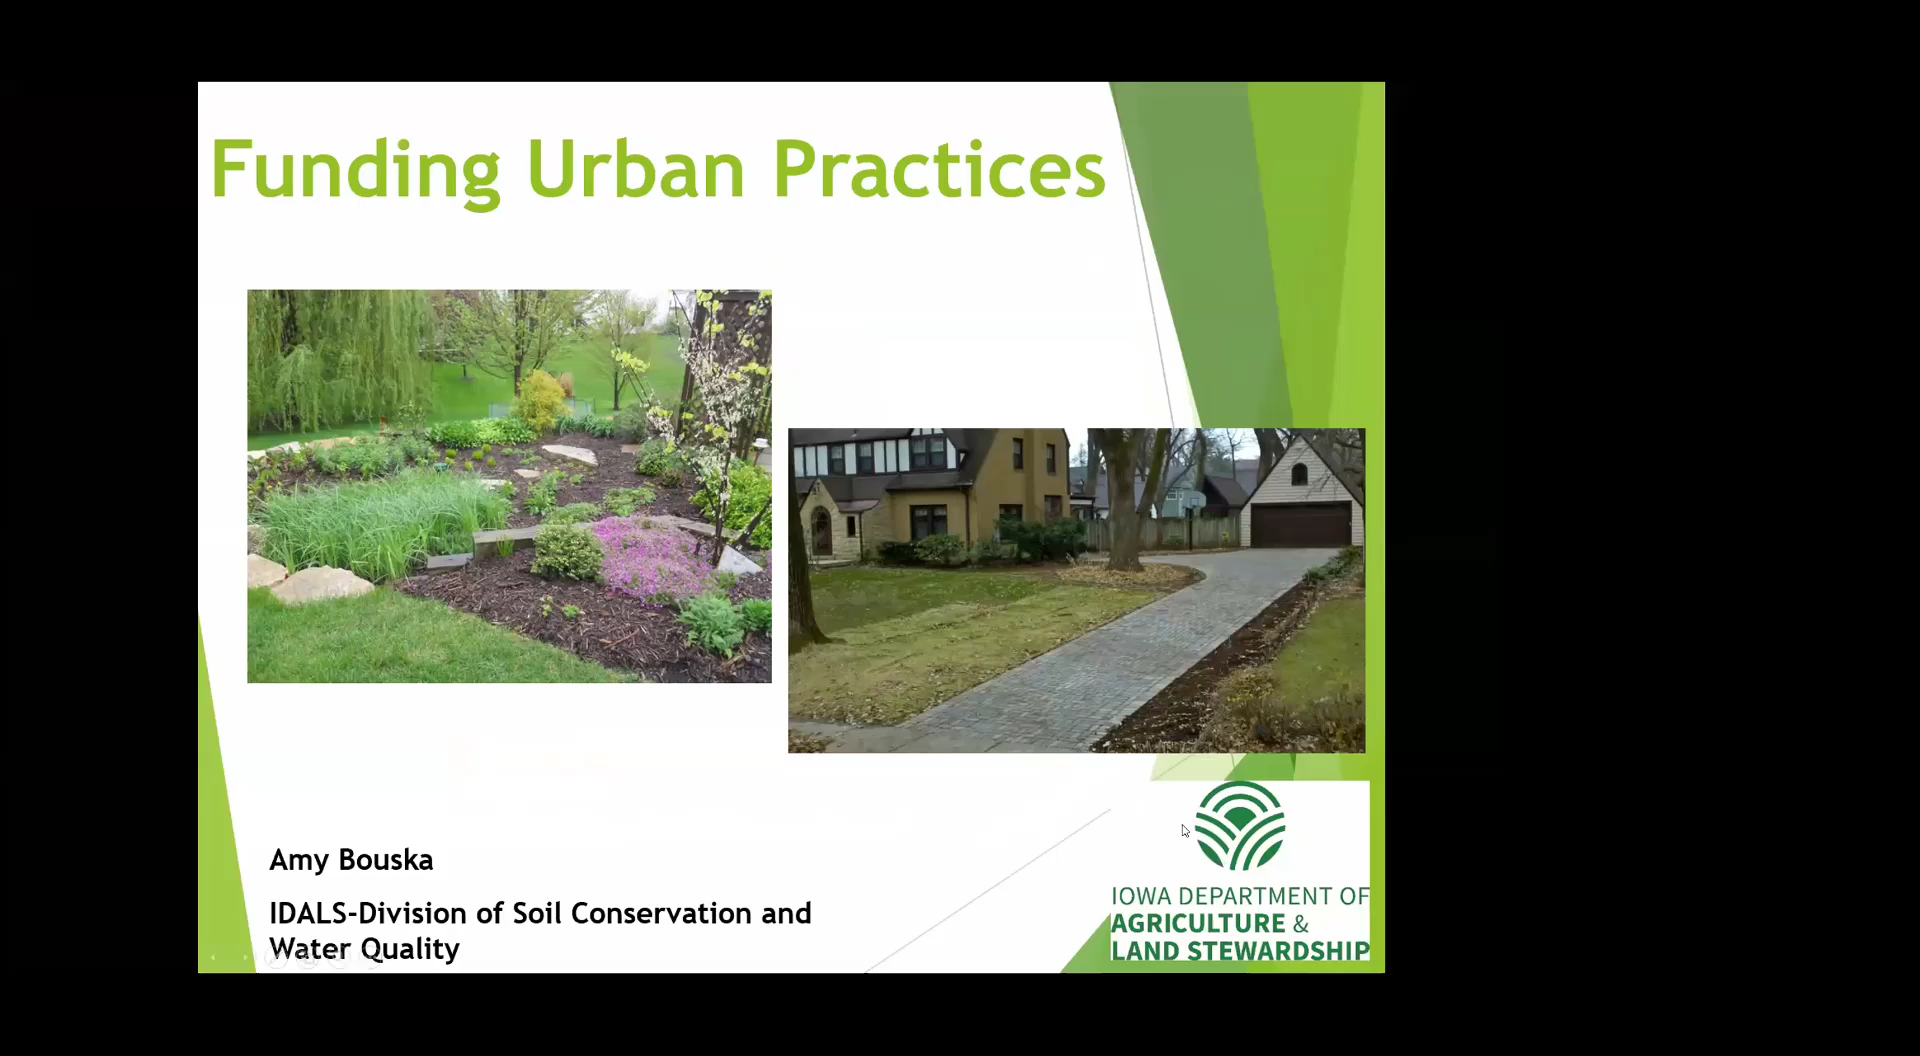 Funding Urban Practices
Amy Bouska
IDALS-Division of Soil Conservation and
Water Quality
IOWA DEPARTMENT OF
AGRICULTURE &
LAND STEWARDSHIP